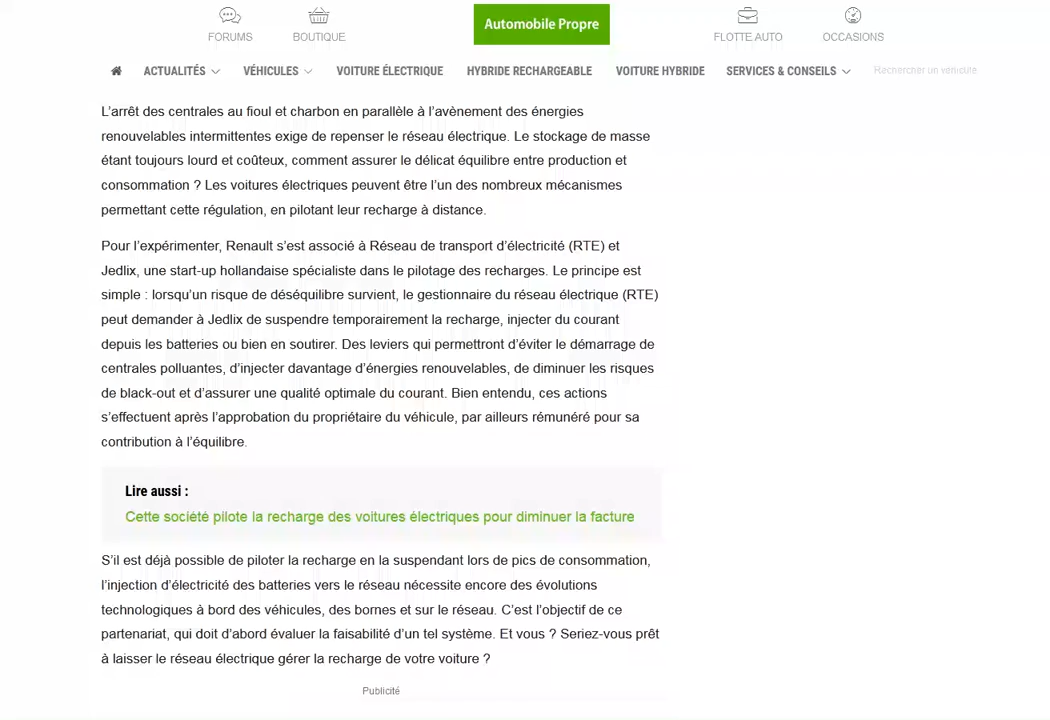 FORUMS
BOUTIQUE
Automobile Propre
FLOTTE AUTO
OCCASIONS
ACTUALITÉS
VÉHICULES
VOITURE ÉLECTRIQUE
HYBRIDE RECHARGEABLE
VOITURE HYBRIDE
SERVICES & CONSEILS
Rechercher un véhicule
L’arrêt des centrales au fioul et charbon en parallèle à l’avènement des énergies
renouvelables intermittentes exige de repenser le réseau électrique. Le stockage de masse
étant toujours lourd et coûteux, comment assurer le délicat équilibre entre production et
consommation ? Les voitures électriques peuvent être l’un des nombreux mécanismes
permettant cette régulation, en pilotant leur recharge à distance.
Pour l’expérimenter, Renault s’est associé à Réseau de transport d’électricité (RTE) et
Jedlix, une start-up hollandaise spécialiste dans le pilotage des recharges. Le principe est
simple : lorsqu’un risque de déséquilibre survient, le gestionnaire du réseau électrique (RTE)
peut demander à Jedlix de suspendre temporairement la recharge, injecter du courant
depuis les batteries ou bien en soutirer. Des leviers qui permettront d’éviter le démarrage de
centrales polluantes, d’injecter davantage d’énergies renouvelables, de diminuer les risques
de black-out et d’assurer une qualité optimale du courant. Bien entendu, ces actions
s’effectuent après l’approbation du propriétaire du véhicule, par ailleurs rémunéré pour sa
contribution à l’équilibre.
Lire aussi :
Cette société pilote la recharge des voitures électriques pour diminuer la facture
S’il est déjà possible de piloter la recharge en la suspendant lors de pics de consommation,
l’injection d’électricité des batteries vers le réseau nécessite encore des évolutions
technologiques à bord des véhicules, des bornes et sur le réseau. C’est l’objectif de ce
partenariat, qui doit d’abord évaluer la faisabilité d’un tel système. Et vous ? Seriez-vous prêt
à laisser le réseau électrique gérer la recharge de votre voiture ?
Publicité